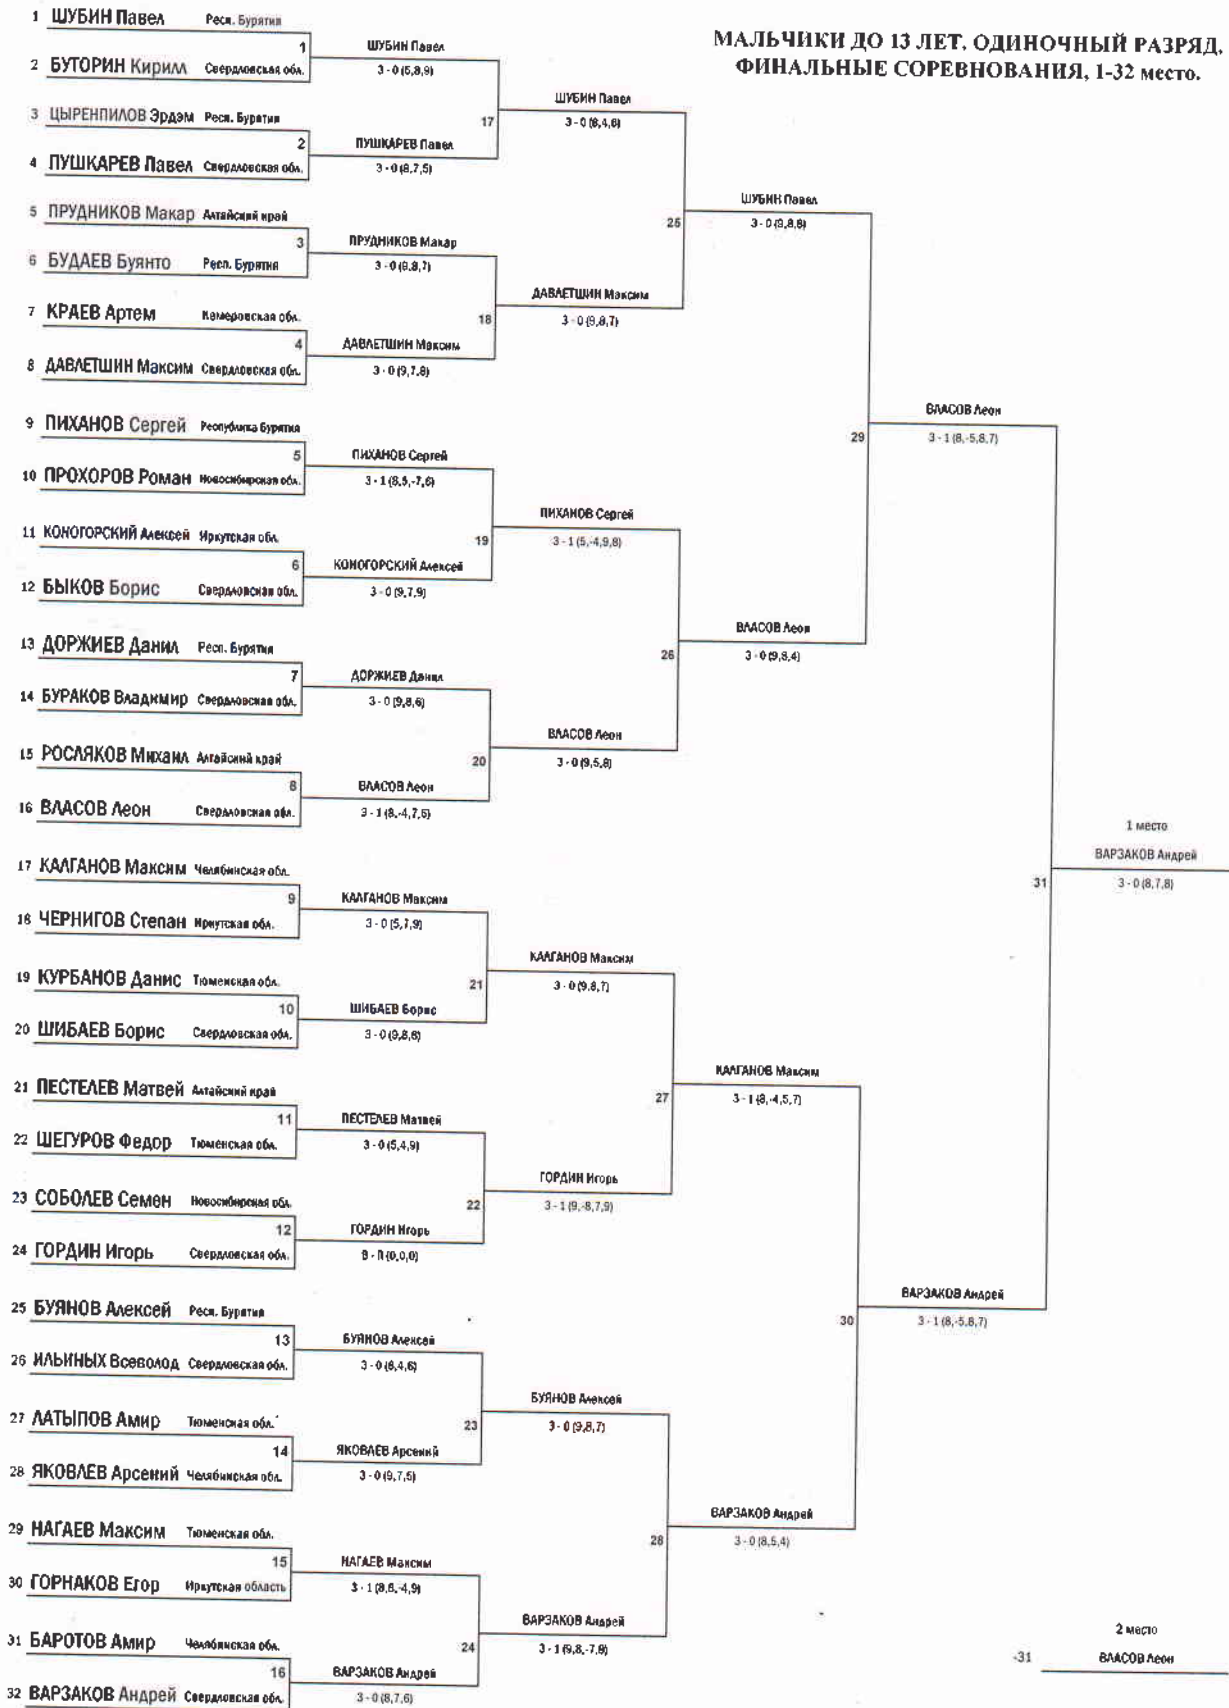 МАЛЬЧИКИ ДО 13 ЛЕТ. ОДИНОЧНЫЙ РАЗРЯД.
ФИНАЛЬНЫЕ СОРЕВНОВАНИЯ, 1-32 место.
1 ШУБИН Павел Респ. Бурятия
2 БУТОРИН Кирилл Свердловская обл.
3 ЦЫРЕНПИЛОВ Эрдэм Респ. Бурятия
4 ПУШКАРЕВ Павел Свердловская обл.
5 ПРУДНИКОВ Макар Алтайский край
6 БУДАЕВ Буянто Респ. Бурятия
7 КРАЕВ Артем Кемеровская обл.
8 ДАВЛЕТШИН Максим Свердловская обл.
9 ПИХАНОВ Сергей Республика Бурятия
10 ПРОХОРОВ Роман Новосибирская обл.
11 КОНОГОРСКИЙ Алексей Иркутская обл.
12 БЫКОВ Борис Свердловская обл.
13 ДОРЖИЕВ Данил Респ. Бурятия
14 БУРАКОВ Владимир Свердловская обл.
15 РОСЛЯКОВ Михаил Алтайский край
16 ВЛАСОВ Леон Свердловская обл.
17 КАЛГАНОВ Максим Челябинская обл.
18 ЧЕРНИГОВ Степан Иркутская обл.
19 КУРБАНОВ Данис Тюменская обл.
20 ШИБАЕВ Борис Свердловская обл.
21 ПЕСТЕЛЕВ Матвей Алтайский край
22 ШЕГУРОВ Федор Тюменская обл.
23 СОБОЛЕВ Семен Новосибирская обл.
24 ГОРДИН Игорь Свердловская обл.
25 БУЯНОВ Алексей Респ. Бурятия
26 ИЛЬИНЫХ Всеволод Свердловская обл.
27 ЛАТЫПОВ Амир Тюменская обл.
28 ЯКОВЛЕВ Арсений Челябинская обл.
29 НАГАЕВ Максим Тюменская обл.
30 ГОРНАКОВ Егор Иркутская область
31 БАРОТОВ Амир Челябинская обл.
32 ВАРЗАКОВ Андрей Свердловская обл.
1 ШУБИН Павел
3 - 0 (5,8,9)
2 ПУШКАРЕВ Павел
3 - 0 (8,7,5)
3 ПРУДНИКОВ Макар
3 - 0 (9,8,7)
4 ДАВЛЕТШИН Максим
3 - 0 (9,7,8)
5 ПИХАНОВ Сергей
3 - 1 (8,5,-7,6)
6 КОНОГОРСКИЙ Алексей
3 - 0 (9,7,9)
7 ДОРЖИЕВ Данил
3 - 0 (9,8,6)
8 ВЛАСОВ Леон
3 - 1 (8,-4,7,5)
9 КАЛГАНОВ Максим
3 - 0 (5,7,9)
10 ШИБАЕВ Борис
3 - 0 (9,8,6)
11 ПЕСТЕЛЕВ Матвей
3 - 0 (5,4,9)
12 ГОРДИН Игорь
В - П (0,0,0)
13 БУЯНОВ Алексей
3 - 0 (8,4,6)
14 ЯКОВЛЕВ Арсений
3 - 0 (9,7,5)
15 НАГАЕВ Максим
3 - 1 (8,6,-4,9)
16 ВАРЗАКОВ Андрей
3 - 0 (8,7,6)
17 ШУБИН Павел
3 - 0 (8,4,6)
18 ДАВЛЕТШИН Максим
3 - 0 (9,8,7)
19 ПИХАНОВ Сергей
3 - 1 (5,-4,9,8)
20 ВЛАСОВ Леон
3 - 0 (9,5,8)
21 КАЛГАНОВ Максим
3 - 0 (9,8,7)
22 ГОРДИН Игорь
3 - 1 (9,-8,7,9)
23 БУЯНОВ Алексей
3 - 0 (9,8,7)
24 ВАРЗАКОВ Андрей
3 - 1 (9,8,-7,8)
25 ШУБИН Павел
3 - 0 (9,8,8)
26 ВЛАСОВ Леон
3 - 0 (9,8,4)
27 КАЛГАНОВ Максим
3 - 1 (8,-4,5,7)
28 ВАРЗАКОВ Андрей
3 - 0 (8,5,4)
29 ВЛАСОВ Леон
3 - 1 (8,-5,8,7)
30 ВАРЗАКОВ Андрей
3 - 1 (8,-5,8,7)
1 место
31 ВАРЗАКОВ Андрей
3 - 0 (8,7,8)
2 место
-31 ВЛАСОВ Леон